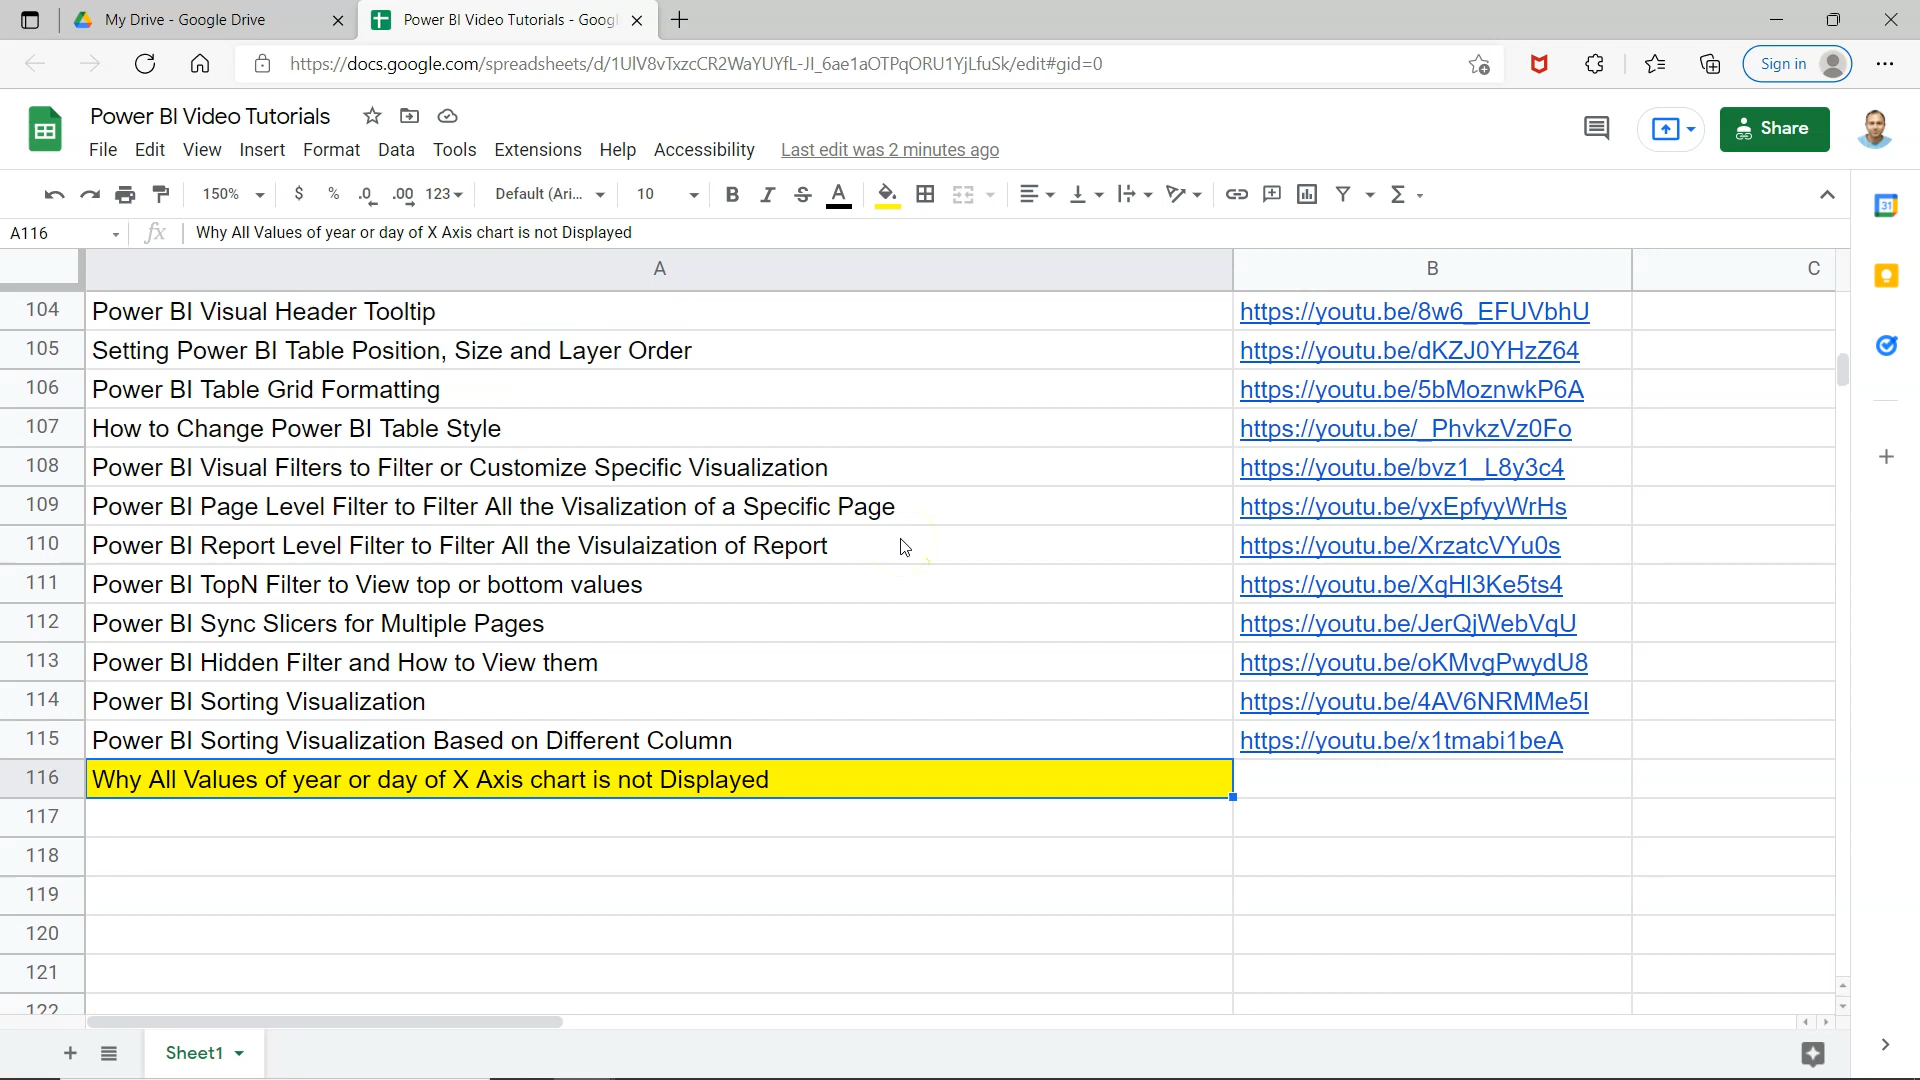 My Drive - Google Drive
Power BI Video Tutorials - Googl
https://docs.google.com/spreadsheets/d/1UlV8vTxzcCR2WaYUYfL-JI_6ae1aOTPqORU1YjLfuSk/edit#gid=0
Sign in
Power BI Video Tutorials
File Edit View Insert Format Data Tools Extensions Help Accessibility Last edit was 2 minutes ago
Share
150% $ % .0 .00 123 Default (Ari... 10 B I S A
A116 fx Why All Values of year or day of X Axis chart is not Displayed
A B C
104 Power BI Visual Header Tooltip https://youtu.be/8w6_EFUVbhU
105 Setting Power BI Table Position, Size and Layer Order https://youtu.be/dKZJ0YHzZ64
106 Power BI Table Grid Formatting https://youtu.be/5bMoznwkP6A
107 How to Change Power BI Table Style https://youtu.be/_PhvkzVz0Fo
108 Power BI Visual Filters to Filter or Customize Specific Visualization https://youtu.be/bvz1_L8y3c4
109 Power BI Page Level Filter to Filter All the Visalization of a Specific Page https://youtu.be/yxEpfyyWrHs
110 Power BI Report Level Filter to Filter All the Visulaization of Report https://youtu.be/XrzatcVYu0s
111 Power BI TopN Filter to View top or bottom values https://youtu.be/XqHI3Ke5ts4
112 Power BI Sync Slicers for Multiple Pages https://youtu.be/JerQjWebVqU
113 Power BI Hidden Filter and How to View them https://youtu.be/oKMvgPwydU8
114 Power BI Sorting Visualization https://youtu.be/4AV6NRMMe5I
115 Power BI Sorting Visualization Based on Different Column https://youtu.be/x1tmabi1beA
116 Why All Values of year or day of X Axis chart is not Displayed
117
118
119
120
121
122
Sheet1